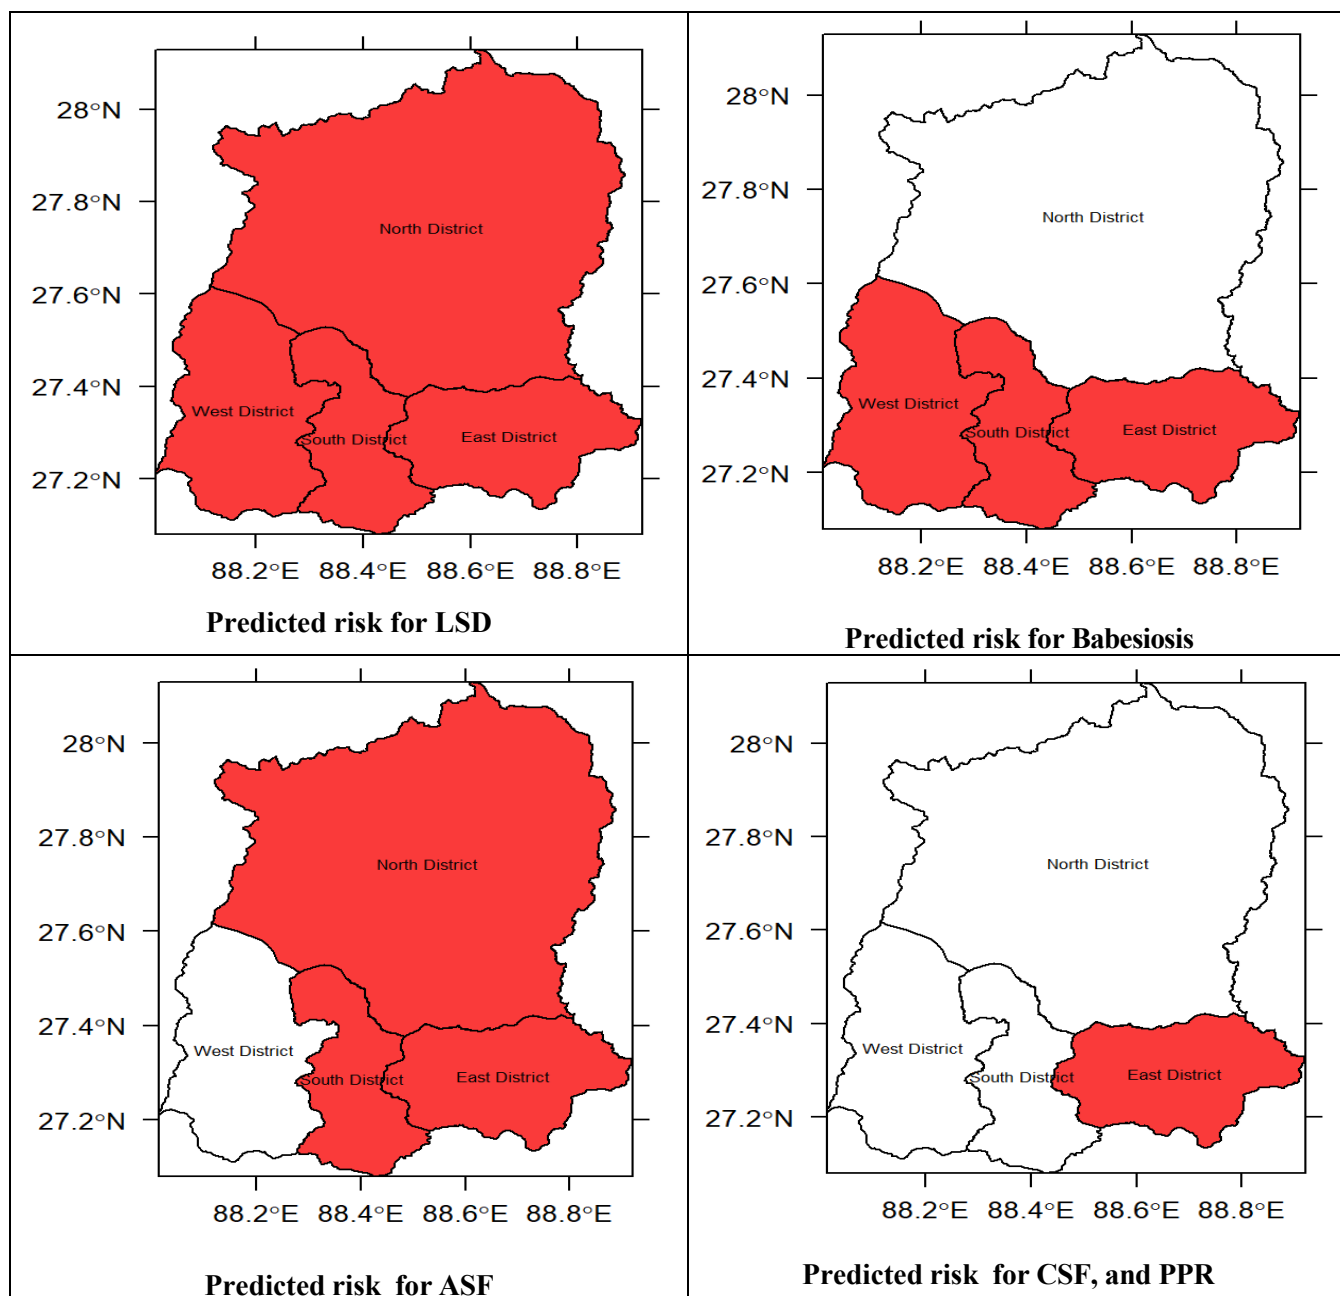 28°N
27.8°N
27.6°N
27.4°N
27.2°N
North District
West District
South District
East District
88.2°E 88.4°E 88.6°E 88.8°E
Predicted risk for LSD
28°N
27.8°N
27.6°N
27.4°N
27.2°N
North District
West District
South District
East District
88.2°E 88.4°E 88.6°E 88.8°E
Predicted risk for Babesiosis
28°N
27.8°N
27.6°N
27.4°N
27.2°N
North District
West District
South District
East District
88.2°E 88.4°E 88.6°E 88.8°E
Predicted risk for ASF
28°N
27.8°N
27.6°N
27.4°N
27.2°N
North District
West District
South District
East District
88.2°E 88.4°E 88.6°E 88.8°E
Predicted risk for CSF, and PPR